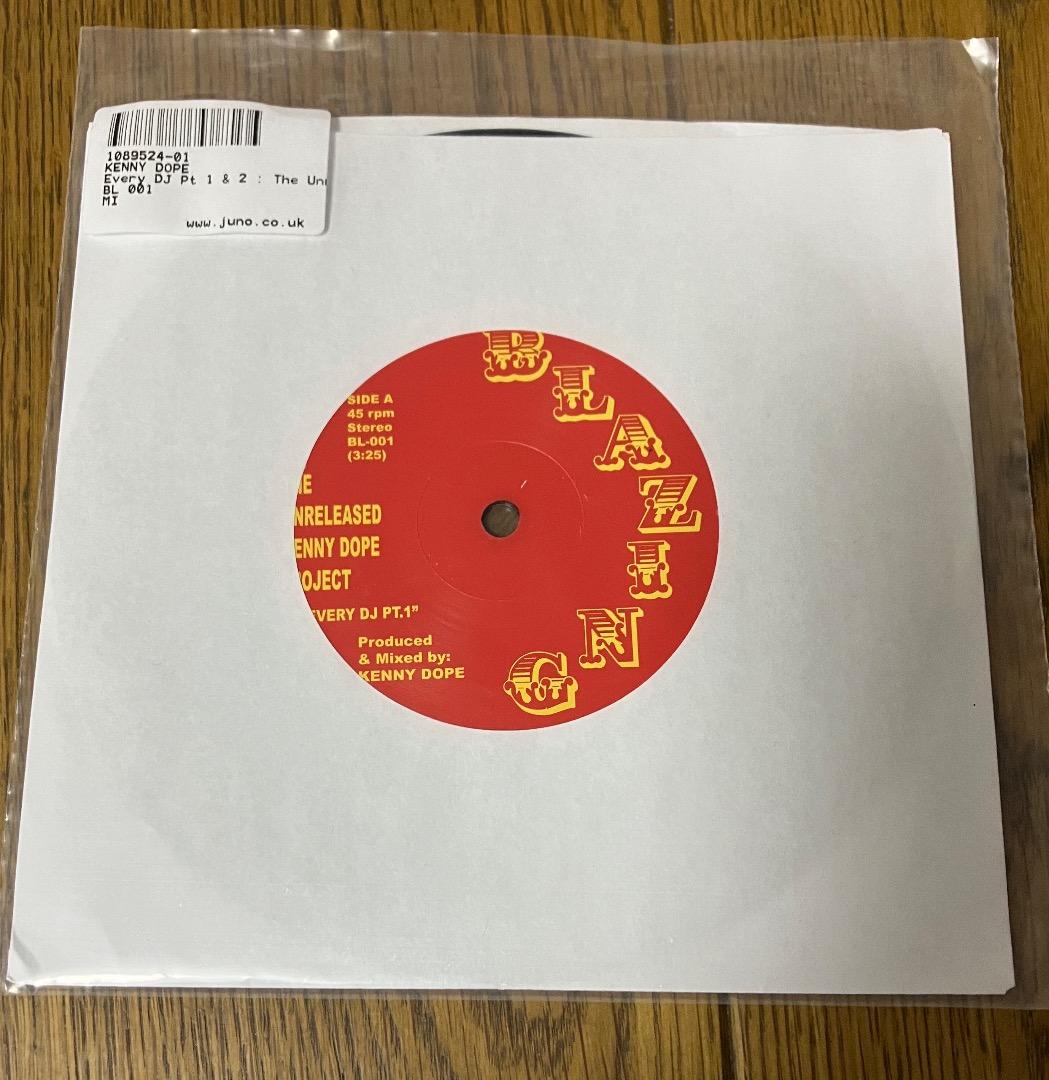 1089524-01
KENNY DOPE
Every DJ Pt 1 & 2 : The Un
BL 001
MI
www.juno.co.uk
BLAZING
SIDE A
45 rpm
Stereo
BL-001
(3:25)
NRELEASED
ENNY DOPE
OJECT
VERY DJ PT.1"
Produced
& Mixed by:
KENNY DOPE